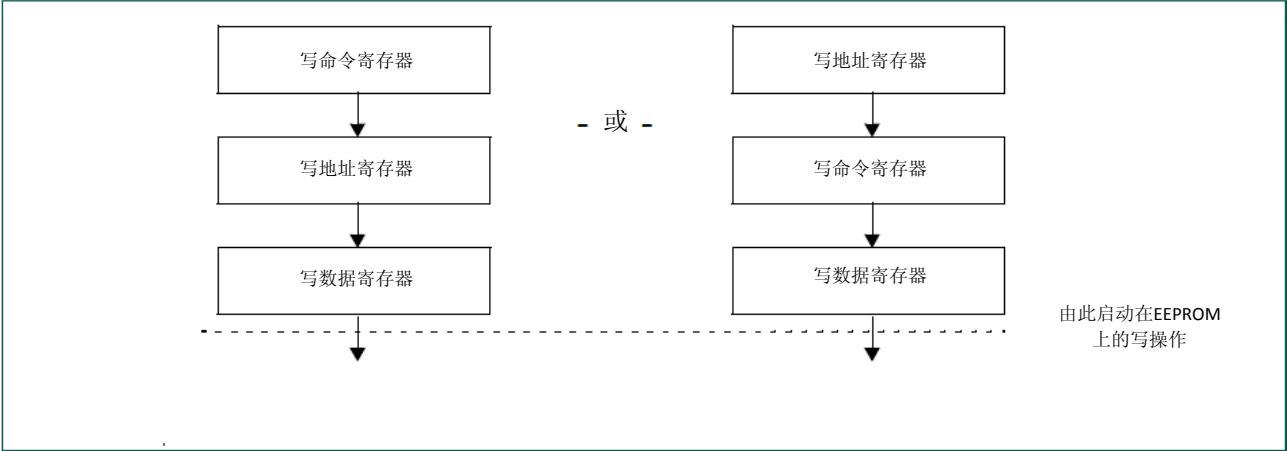 写命令寄存器
写地址寄存器
- 或 -
写地址寄存器
写命令寄存器
写数据寄存器
写数据寄存器
由此启动在EEPROM
上的写操作